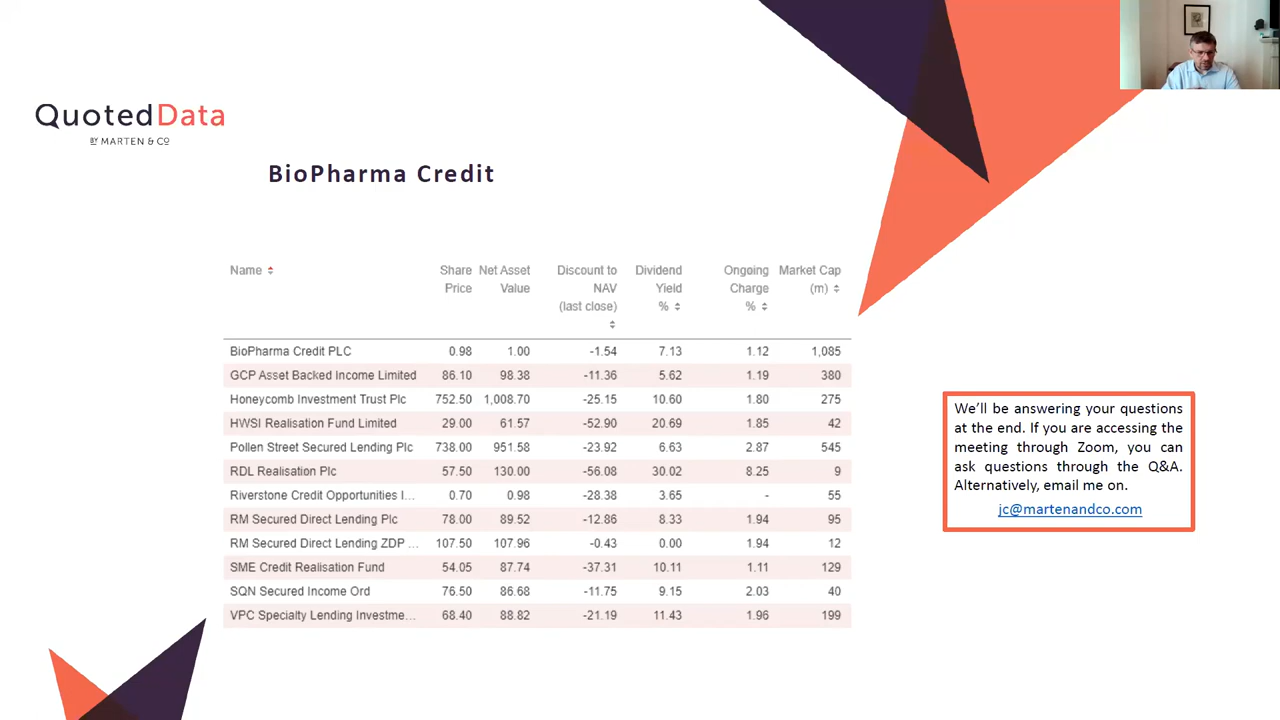 QuotedData
BY MARTEN & CO
BioPharma Credit
Name Share Price Net Asset Value Discount to NAV (last close) Dividend Yield % Ongoing Charge % Market Cap (m)
BioPharma Credit PLC 0.98 1.00 -1.54 7.13 1.12 1,085
GCP Asset Backed Income Limited 86.10 98.38 -11.36 5.62 1.19 380
Honeycomb Investment Trust Plc 752.50 1,008.70 -25.15 10.60 1.80 275
HWSI Realisation Fund Limited 29.00 61.57 -52.90 20.69 1.85 42
Pollen Street Secured Lending Plc 738.00 951.58 -23.92 6.63 2.87 545
RDL Realisation Plc 57.50 130.00 -56.08 30.02 8.25 9
Riverstone Credit Opportunities I... 0.70 0.98 -28.38 3.65 - 55
RM Secured Direct Lending Plc 78.00 89.52 -12.86 8.33 1.94 95
RM Secured Direct Lending ZDP ... 107.50 107.96 -0.43 0.00 1.94 12
SME Credit Realisation Fund 54.05 87.74 -37.31 10.11 1.11 129
SQN Secured Income Ord 76.50 86.68 -11.75 9.15 2.03 40
VPC Specialty Lending Investme... 68.40 88.82 -21.19 11.43 1.96 199
We'll be answering your questions
at the end. If you are accessing the
meeting through Zoom, you can
ask questions through the Q&A.
Alternatively, email me on.
jc@martenandco.com